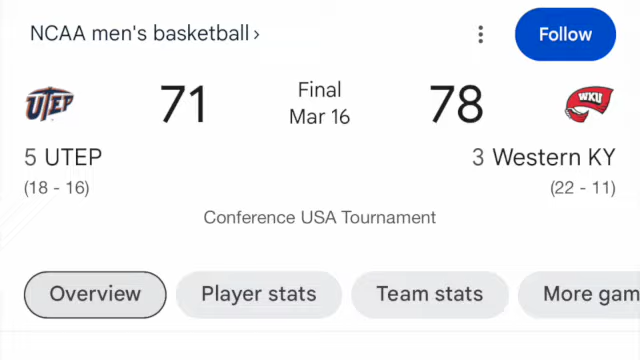 NCAA men's basketball ›
Follow
UTEP
71
Final
Mar 16
78
WKU
5 UTEP
3 Western KY
(18 - 16)
(22 - 11)
Conference USA Tournament
Overview
Player stats
Team stats
More gam